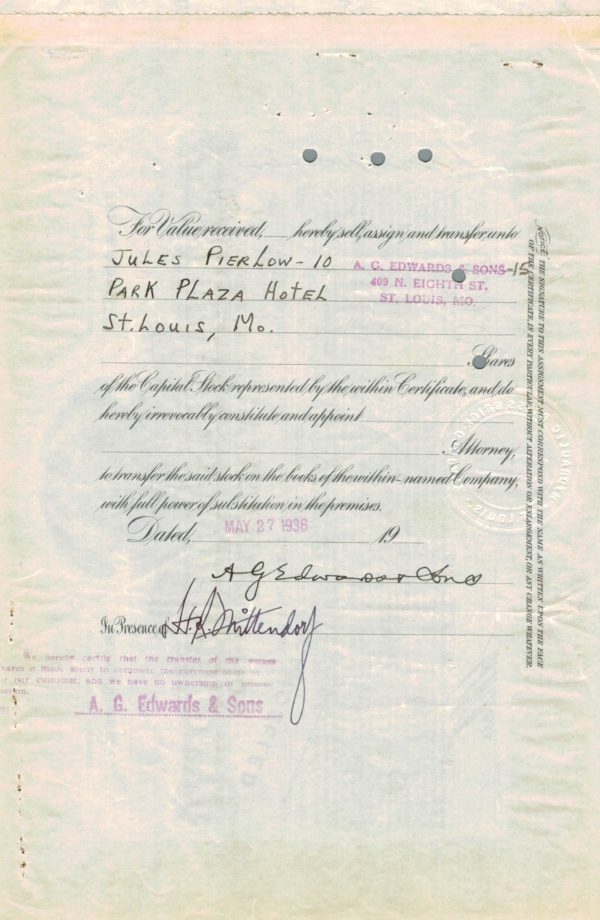 For Value received, hereby sell, assign and transfer unto
JULES PIERLOW - 10
A. G. EDWARDS & SONS-15
PARK PLAZA HOTEL
409 N. EIGHTH ST.
ST. LOUIS, MO.
St. Louis, Mo.
Shares
of the Capital Stock represented by the within Certificate, and do
hereby irrevocably constitute and appoint
Attorney,
to transfer the said stock on the books of the within-named Company,
with full power of substitution in the premises.
Dated, MAY 27 1936 19
A G Edwards & Sons
In Presence of H. R. Mittendorf
We hereby certify that the transfer of the within
shares is made solely to complete the purchase made by
our customer, and we have no ownership or
A. G. Edwards & Sons
NOTICE. THE SIGNATURE TO THIS ASSIGNMENT MUST CORRESPOND WITH THE NAME AS WRITTEN UPON THE FACE
OF THE CERTIFICATE, IN EVERY PARTICULAR, WITHOUT ALTERATION OR ENLARGEMENT, OR ANY CHANGE WHATEVER.